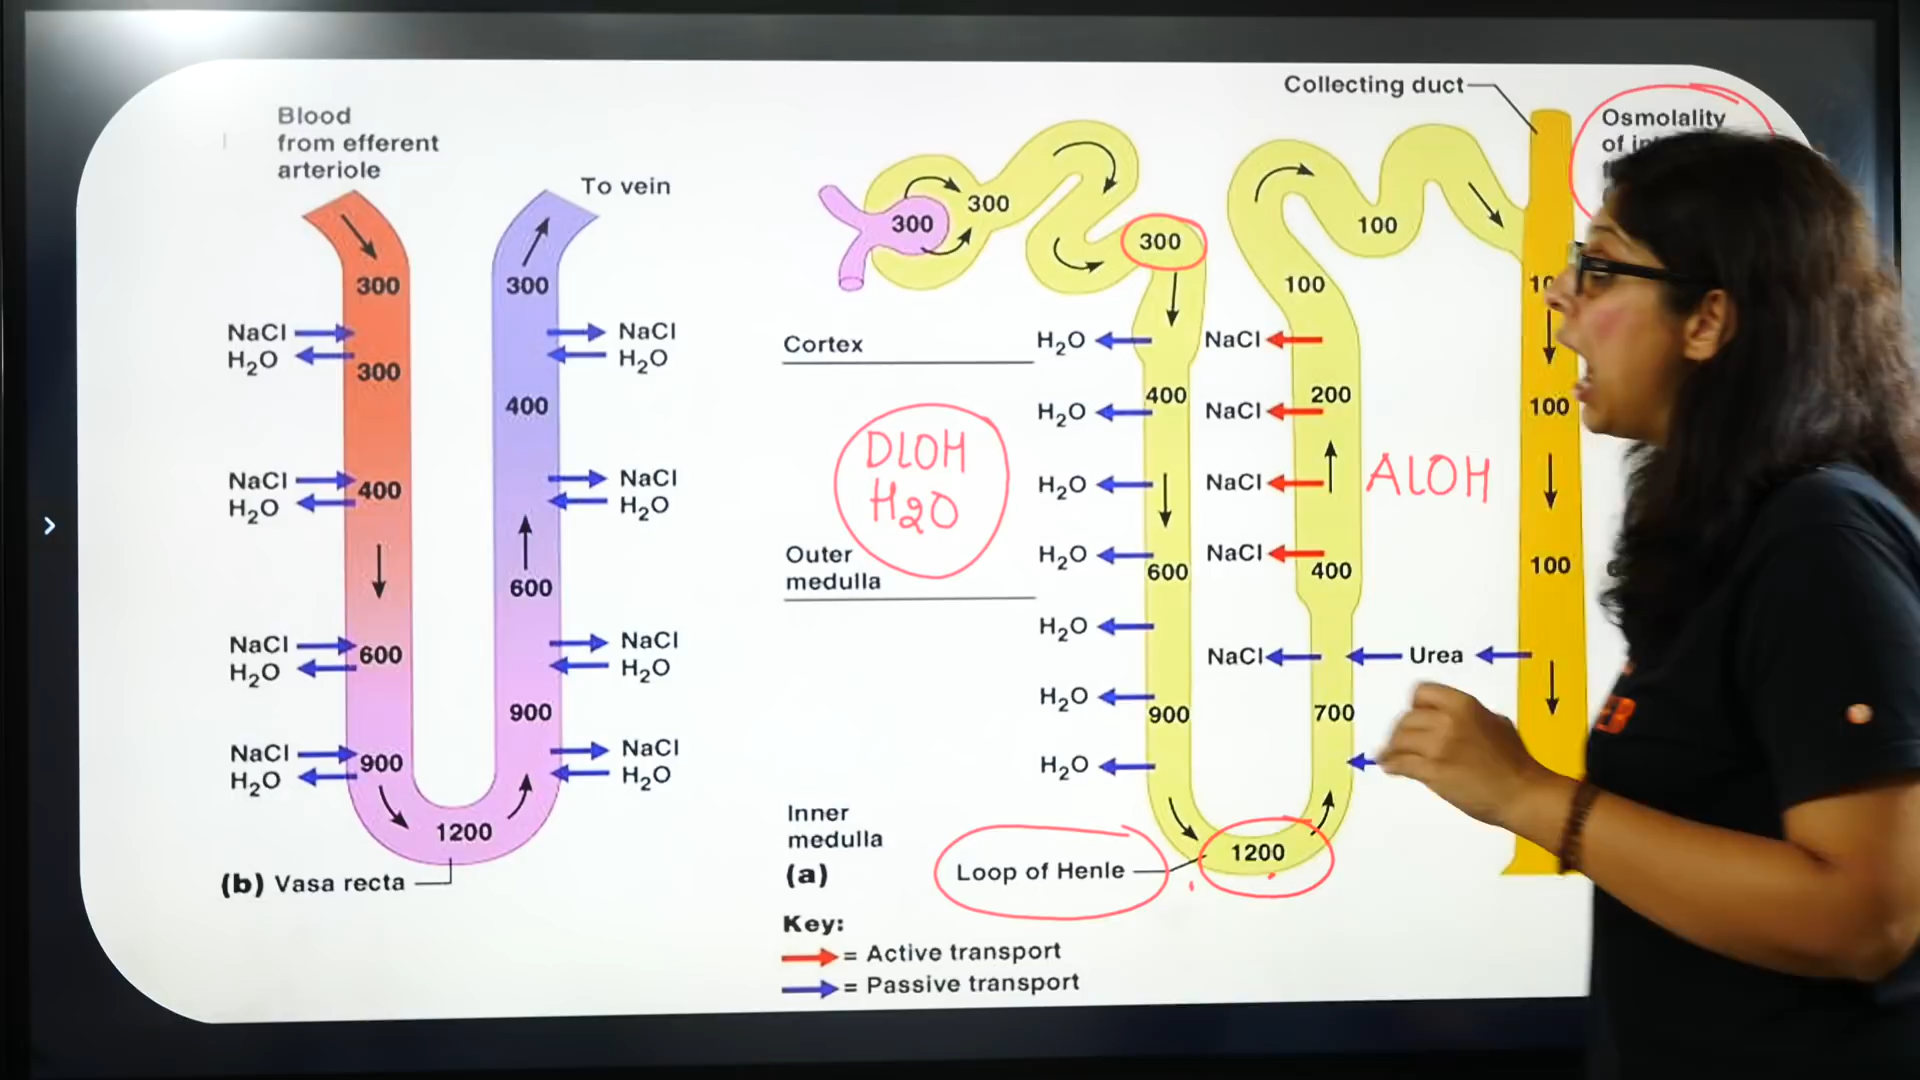 Blood
from efferent
arteriole
To vein
300
300
300
400
400
600
600
900
900
1200
NaCl
H2O
NaCl
H2O
NaCl
H2O
NaCl
H2O
NaCl
H2O
NaCl
H2O
NaCl
H2O
NaCl
H2O
(b) Vasa recta
Collecting duct
Osmolality
of
300
300
300
100
100
Cortex
H2O
H2O
H2O
H2O
H2O
H2O
H2O
400
600
900
1200
NaCl
NaCl
NaCl
NaCl
NaCl
200
400
700
Urea
100
100
DLOH
H2O
ALOH
Outer
medulla
Inner
medulla
(a)
Loop of Henle
Key:
= Active transport
= Passive transport